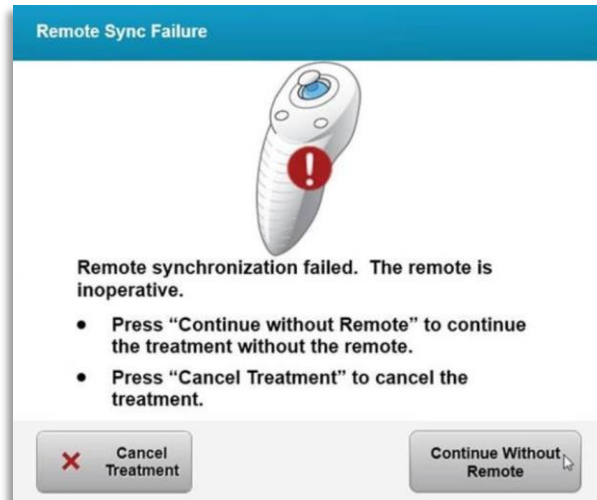 Remote Sync Failure
!
Remote synchronization failed.  The remote is
inoperative.
• Press “Continue without Remote” to continue
the treatment without the remote.
• Press “Cancel Treatment” to cancel the
treatment.
Cancel
Treatment
Continue Without
Remote